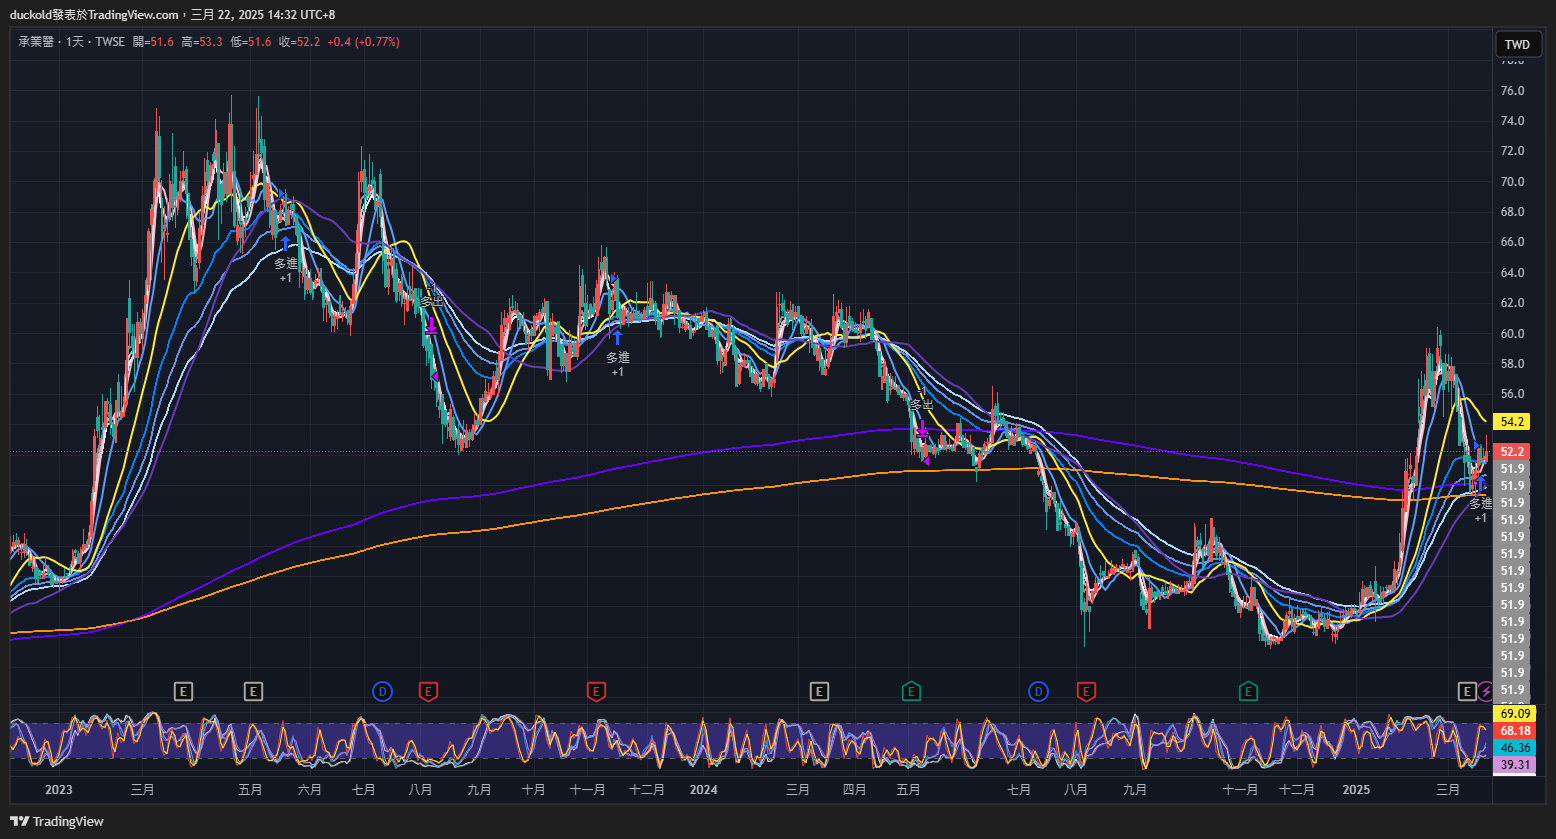 duckold發表於TradingView.com，三月 22, 2025 14:32 UTC+8
承業醫 · 1天 · TWSE 開=51.6 高=53.3 低=51.6 收=52.2 +0.4 (+0.77%)
TWD
78.0
76.0
74.0
72.0
70.0
68.0
66.0
64.0
62.0
60.0
58.0
56.0
54.2
52.2
51.9
51.9
51.9
51.9
51.9
51.9
51.9
51.9
51.9
51.9
51.9
51.9
51.9
51.9
多進
+1
-1
多出
多進
+1
-1
多出
多進
+1
E
E
D
E
E
E
E
D
E
E
E
69.09
68.18
46.36
39.31
2023
三月
五月
六月
七月
八月
九月
十月
十一月
十二月
2024
三月
四月
五月
七月
八月
九月
十一月
十二月
2025
三月
TradingView